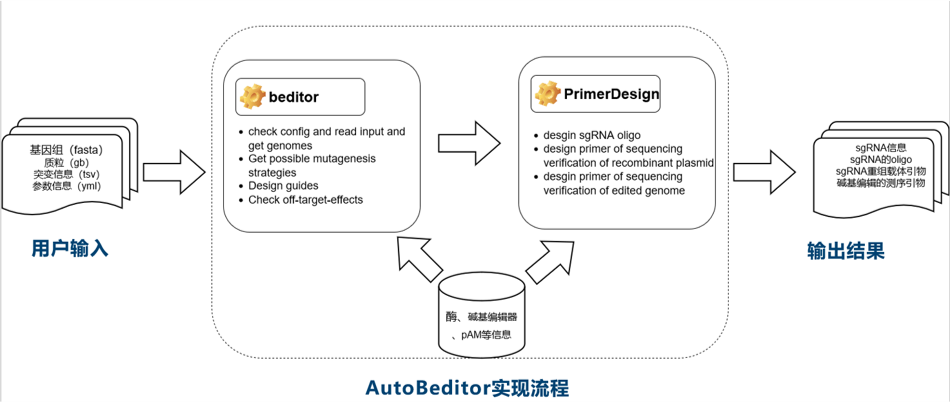 基因组（fasta）
质粒（gb）
突变信息（tsv）
参数信息（yml）
用户输入
beditor
check config and read input and
get genomes
Get possible mutagenesis
strategies
Design guides
Check off-target-effects
PrimerDesign
desgin sgRNA oligo
design primer of sequencing
verification of recombinant plasmid
desgin primer of sequencing
verification of edited genome
酶、碱基编辑器
、pAM等信息
sgRNA信息
sgRNA的oligo
sgRNA重组载体引物
碱基编辑的测序引物
输出结果
AutoBeditor实现流程